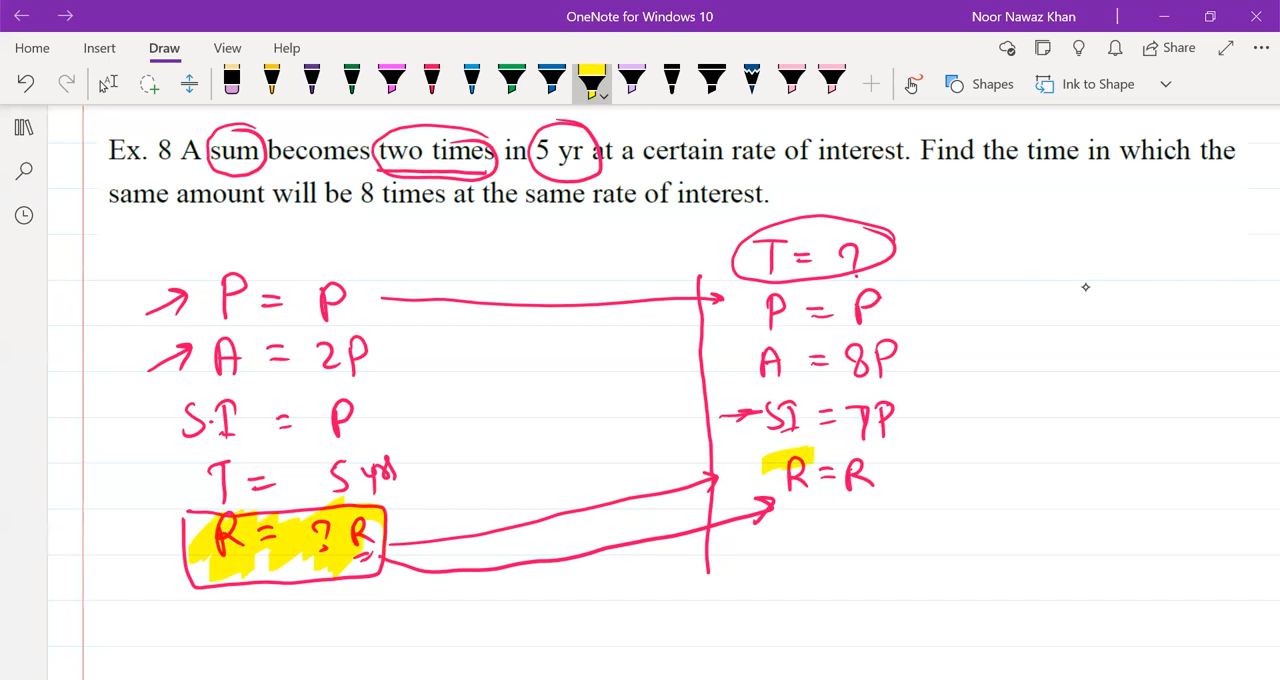 OneNote for Windows 10
Noor Nawaz Khan
Home Insert Draw View Help
Share
Shapes
Ink to Shape
Ex. 8 A sum becomes two times in 5 yr at a certain rate of interest. Find the time in which the
same amount will be 8 times at the same rate of interest.
P = P
A = 2P
S.I = P
T = 5 yrs
R = ? R
T = ?
P = P
A = 8P
SI = 7P
R = R